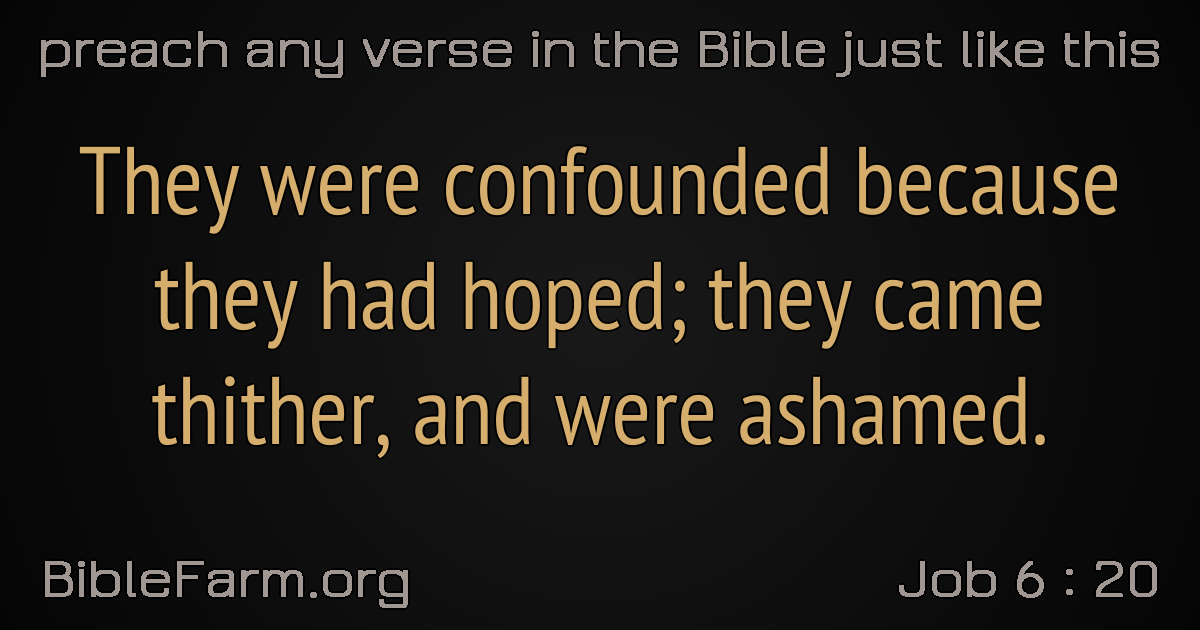 preach any verse in the Bible just like this
They were confounded because
they had hoped; they came
thither, and were ashamed.
BibleFarm.org
Job 6 : 20